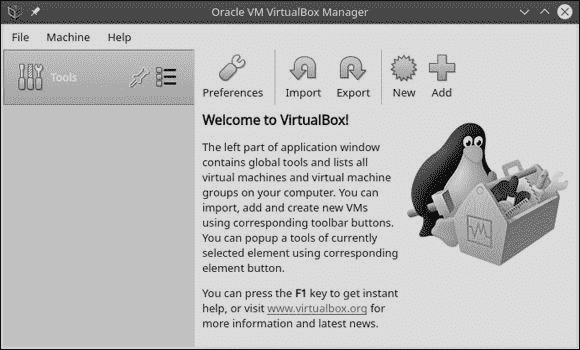 Oracle VM VirtualBox Manager
File Machine Help
Tools
Preferences Import Export New Add
Welcome to VirtualBox!
The left part of application window
contains global tools and lists all
virtual machines and virtual machine
groups on your computer. You can
import, add and create new VMs
using corresponding toolbar buttons.
You can popup a tools of currently
selected element using corresponding
element button.
You can press the F1 key to get instant
help, or visit www.virtualbox.org for
more information and latest news.